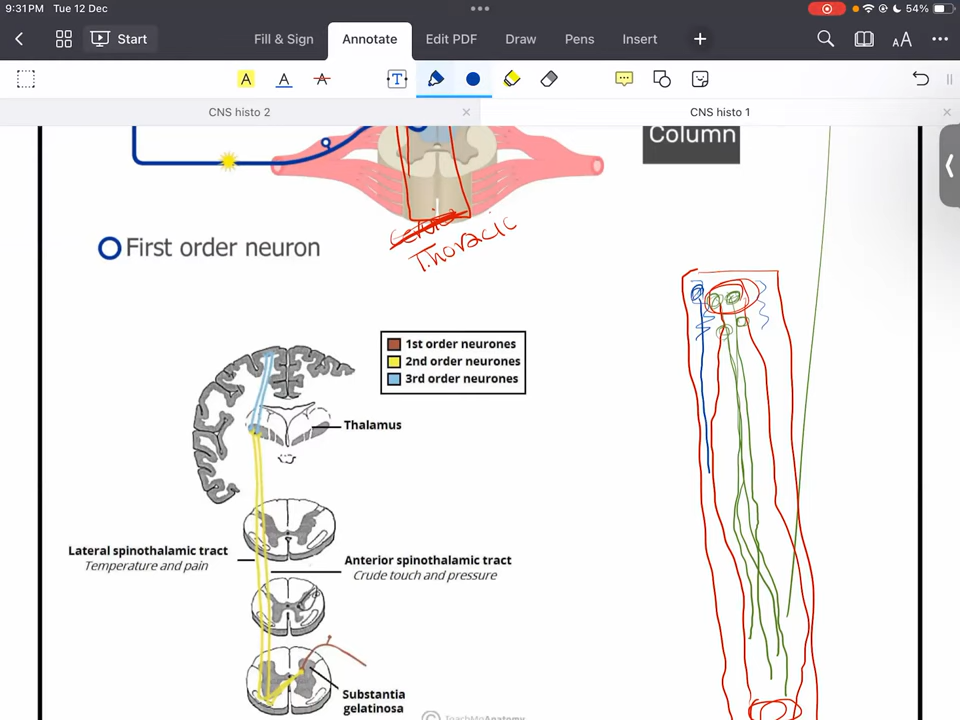 9:31PM Tue 12 Dec
54%
Start
Fill & Sign
Annotate
Edit PDF
Draw
Pens
Insert
CNS histo 2
CNS histo 1
Column
Thoracic
First order neuron
1st order neurones
2nd order neurones
3rd order neurones
Thalamus
Lateral spinothalamic tract
Temperature and pain
Anterior spinothalamic tract
Crude touch and pressure
Substantia
gelatinosa
TeachMeAnatomy